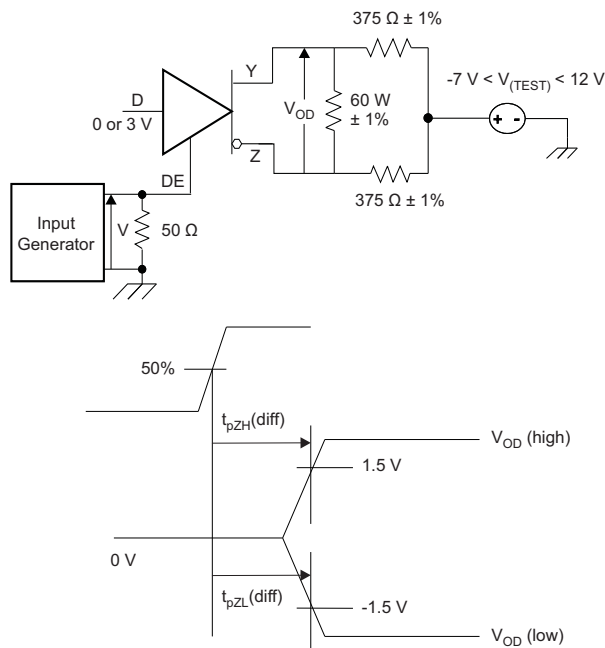 375 Ω ± 1%
-7 V < V(TEST) < 12 V
Y
D
0 or 3 V
VOD
60 W
± 1%
Z
DE
375 Ω ± 1%
Input
Generator
V
50 Ω
50%
tpZH(diff)
VOD (high)
1.5 V
0 V
tpZL(diff)
-1.5 V
VOD (low)